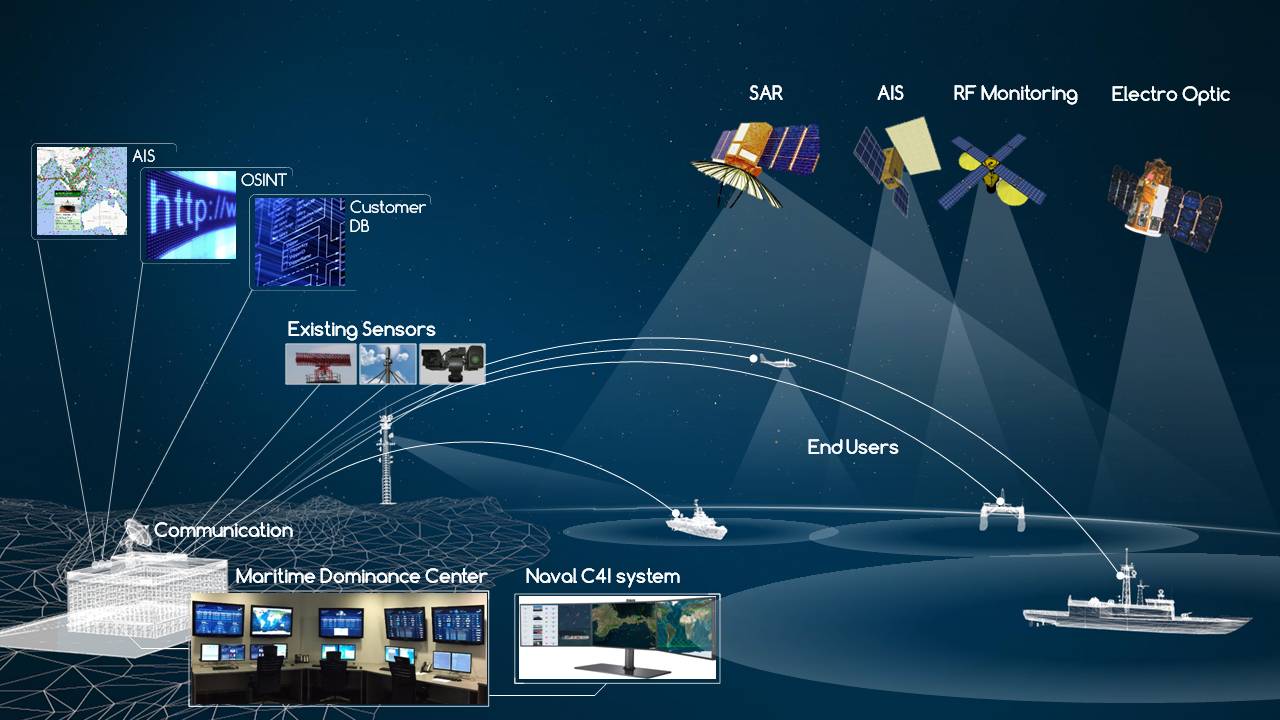 SAR
AIS
RF Monitoring
Electro Optic
AIS
OSINT
http://w
Customer
DB
Existing Sensors
End Users
Communication
Maritime Dominance Center
Naval C4I system